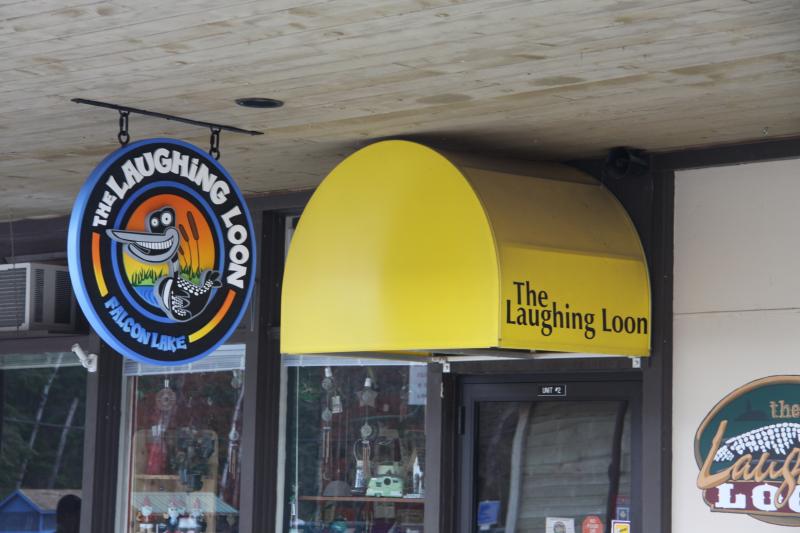 THE LAUGHING LOON
FALCON LAKE
The
Laughing Loon
UNIT #2
the